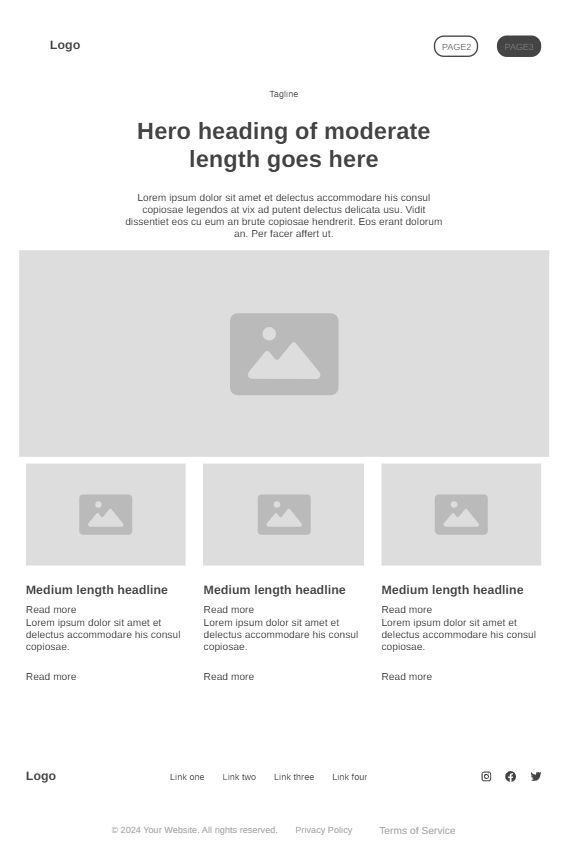 Logo
PAGE2
PAGE3
Tagline
Hero heading of moderate
length goes here
Lorem ipsum dolor sit amet et delectus accommodare his consul
copiosae legendos at vix ad putent delectus delicata usu. Vidit
dissentiet eos cu eum an brute copiosae hendrerit. Eos erant dolorum
an. Per facer affert ut.
Medium length headline
Read more
Lorem ipsum dolor sit amet et
delectus accommodare his consul
copiosae.
Read more
Medium length headline
Read more
Lorem ipsum dolor sit amet et
delectus accommodare his consul
copiosae.
Read more
Medium length headline
Read more
Lorem ipsum dolor sit amet et
delectus accommodare his consul
copiosae.
Read more
Logo
Link one
Link two
Link three
Link four
© 2024 Your Website. All rights reserved.
Privacy Policy
Terms of Service